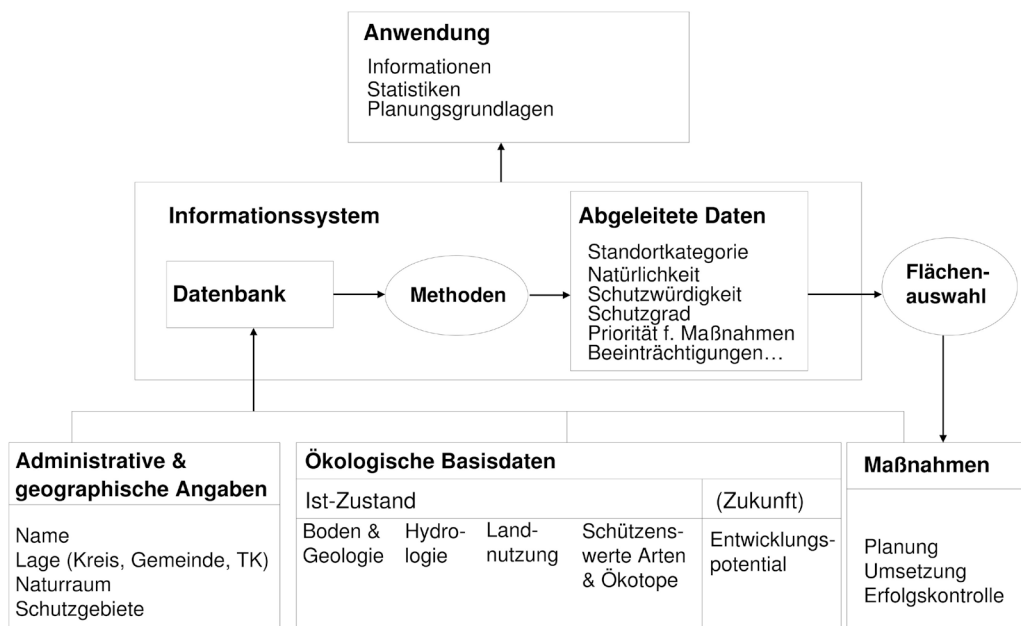 Anwendung
Informationen
Statistiken
Planungsgrundlagen
Informationssystem
Datenbank
Methoden
Abgeleitete Daten
Standortkategorie
Natürlichkeit
Schutzwürdigkeit
Schutzgrad
Priorität f. Maßnahmen
Beeinträchtigungen...
Flächen-
auswahl
Administrative &
geographische Angaben
Name
Lage (Kreis, Gemeinde, TK)
Naturraum
Schutzgebiete
Ökologische Basisdaten
Ist-Zustand
Boden &
Geologie
Hydro-
logie
Land-
nutzung
Schützens-
werte Arten
& Ökotope
(Zukunft)
Entwicklungs-
potential
Maßnahmen
Planung
Umsetzung
Erfolgskontrolle